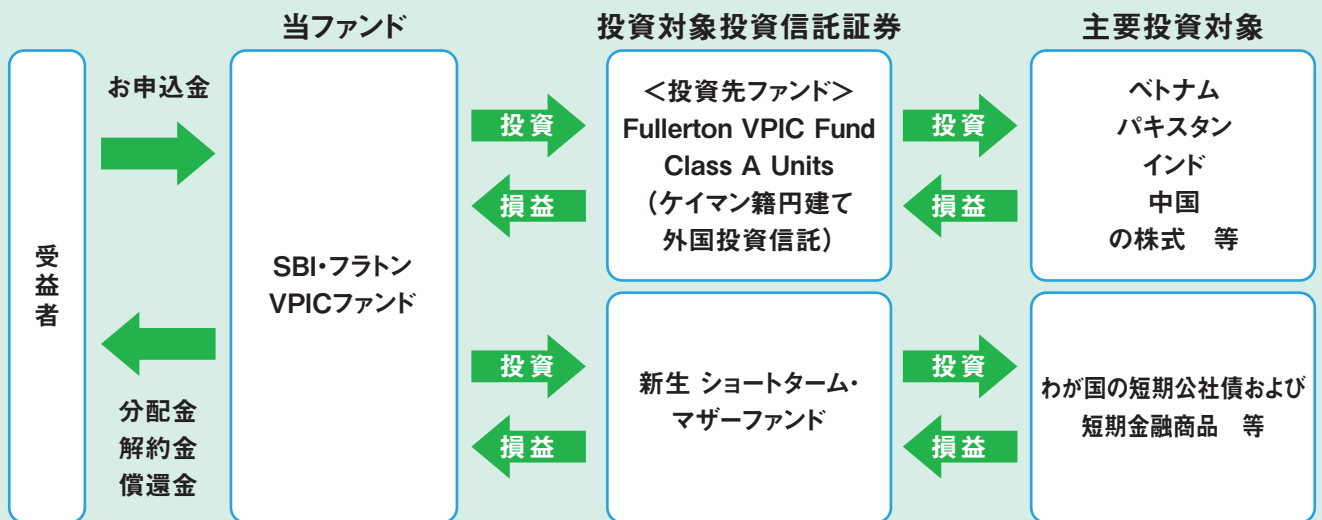 当ファンド
投資対象投資信託証券
主要投資対象
受益者
お申込金
分配金
解約金
償還金
SBI・フラトン
VPICファンド
投資
損益
<投資先ファンド>
Fullerton VPIC Fund
Class A Units
(ケイマン籍円建て
外国投資信託)
投資
損益
ベトナム
パキスタン
インド
中国
の株式　等
投資
損益
新生 ショートターム・
マザーファンド
投資
損益
わが国の短期公社債および
短期金融商品　等